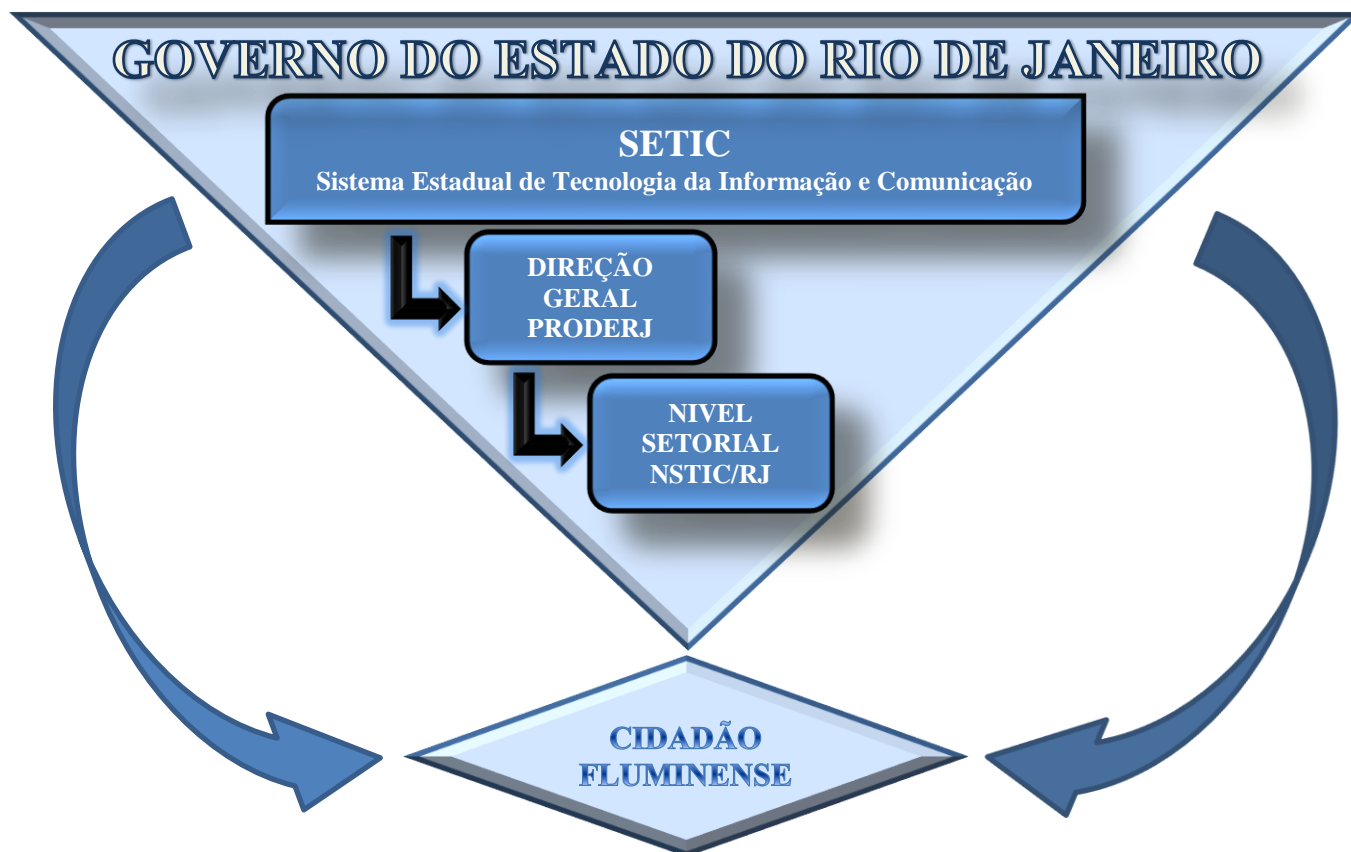 GOVERNO DO ESTADO DO RIO DE JANEIRO
SETIC
Sistema Estadual de Tecnologia da Informação e Comunicação
DIREÇÃO
GERAL
PRODERJ
NIVEL
SETORIAL
NSTIC/RJ
CIDADÃO
FLUMINENSE